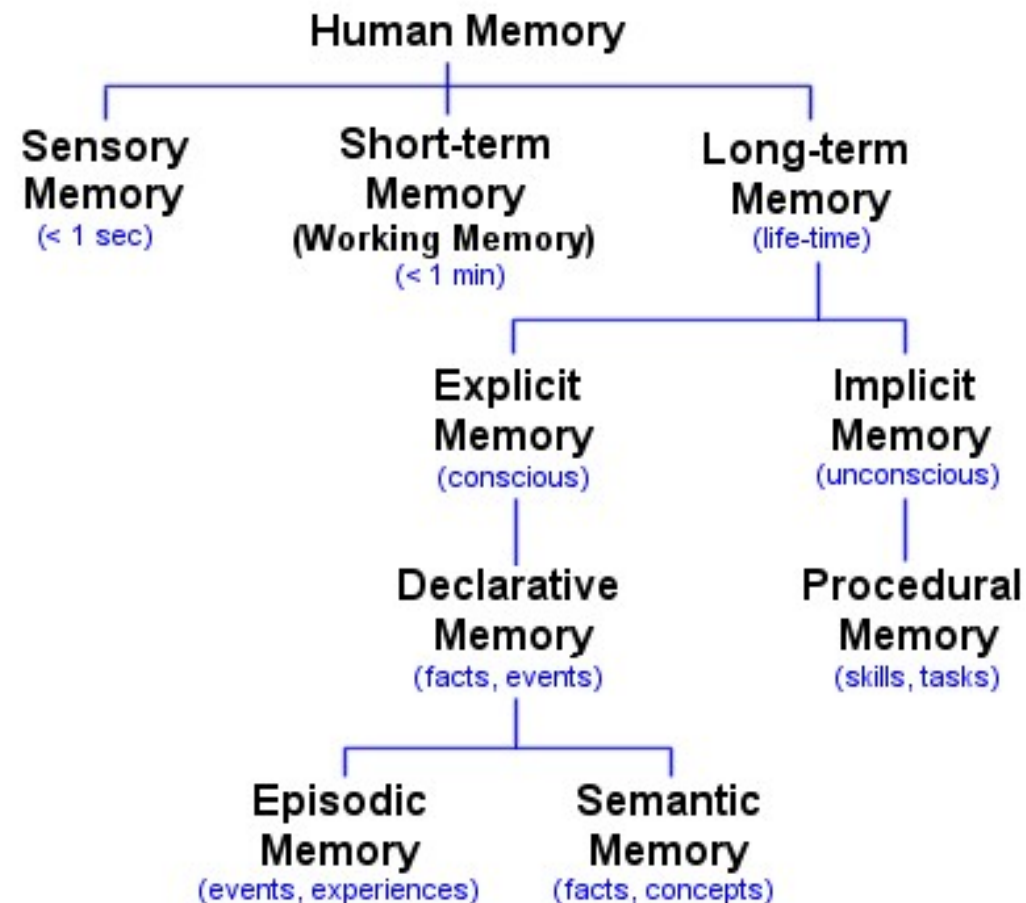 Human Memory
Sensory
Memory
(< 1 sec)
Short-term
Memory
(Working Memory)
(< 1 min)
Long-term
Memory
(life-time)
Explicit
Memory
(conscious)
Implicit
Memory
(unconscious)
Declarative
Memory
(facts, events)
Procedural
Memory
(skills, tasks)
Episodic
Memory
(events, experiences)
Semantic
Memory
(facts, concepts)